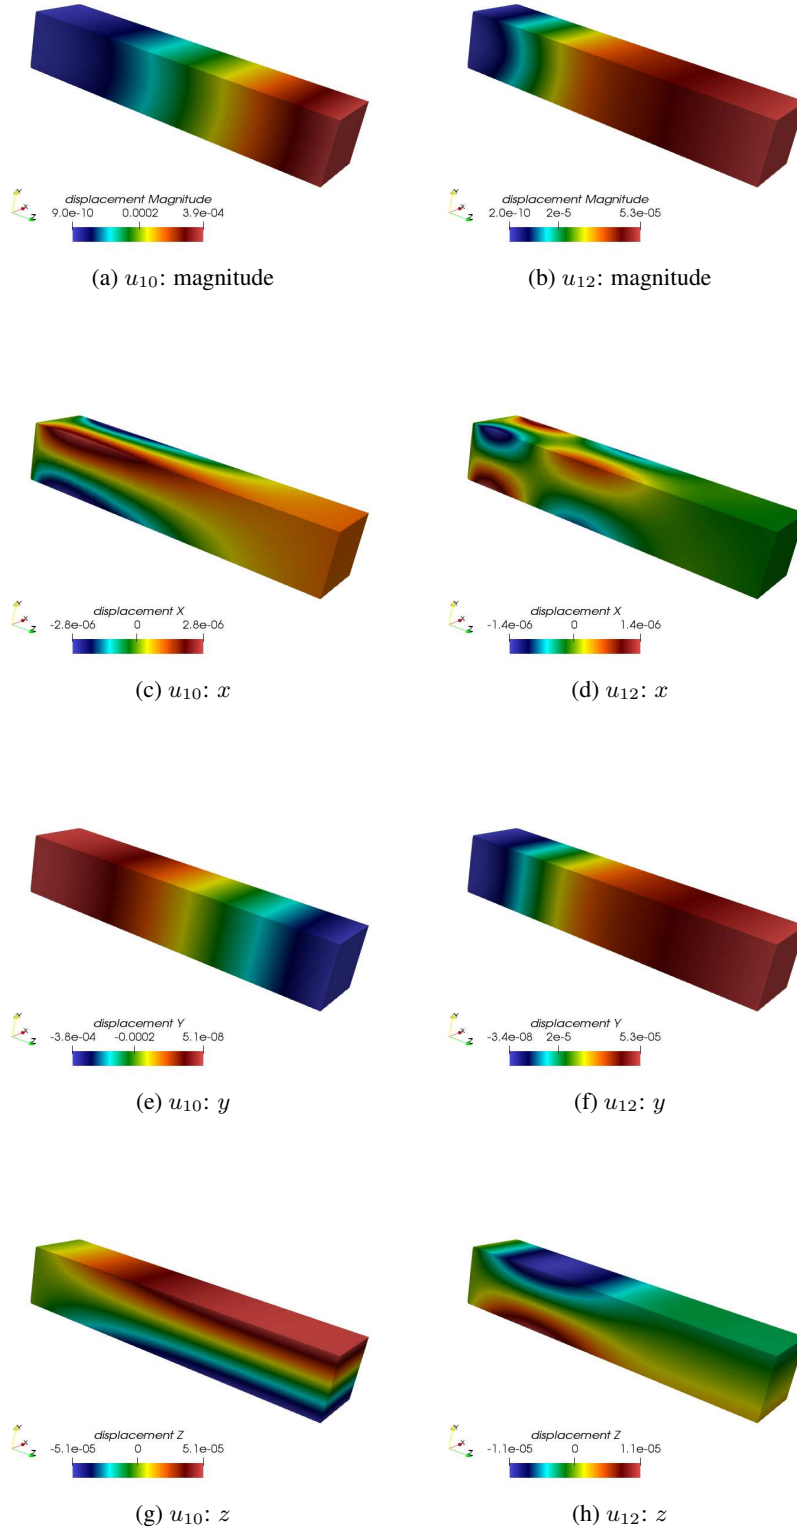 displacement Magnitude
9.0e-10 0.0002 3.9e-04
Y
X
Z
(a) u10: magnitude
displacement Magnitude
2.0e-10 2e-5 5.3e-05
Y
X
Z
(b) u12: magnitude
displacement X
-2.8e-06 0 2.8e-06
Y
X
Z
(c) u10: x
displacement X
-1.4e-06 0 1.4e-06
Y
X
Z
(d) u12: x
displacement Y
-3.8e-04 -0.0002 5.1e-08
Y
X
Z
(e) u10: y
displacement Y
-3.4e-08 2e-5 5.3e-05
Y
X
Z
(f) u12: y
displacement Z
-5.1e-05 0 5.1e-05
Y
X
Z
(g) u10: z
displacement Z
-1.1e-05 0 1.1e-05
Y
X
Z
(h) u12: z